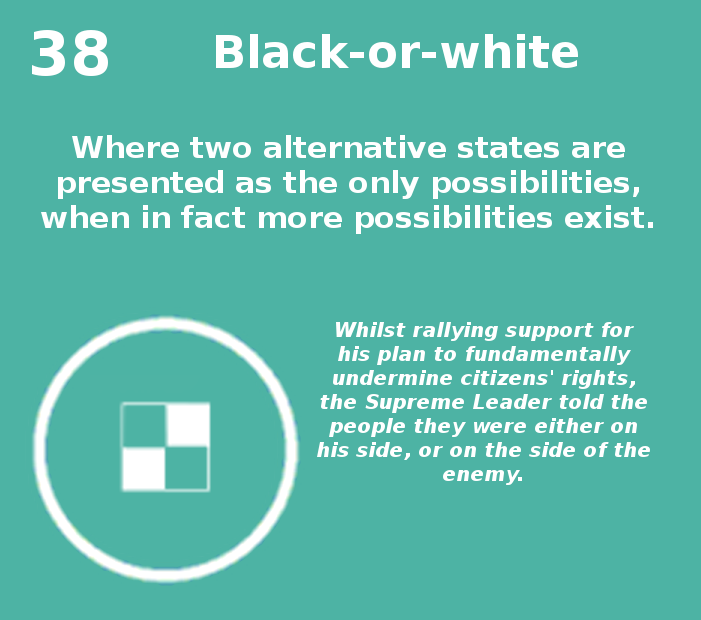 38
Black-or-white
Where two alternative states are
presented as the only possibilities,
when in fact more possibilities exist.
Whilst rallying support for
his plan to fundamentally
undermine citizens' rights,
the Supreme Leader told the
people they were either on
his side, or on the side of the
enemy.